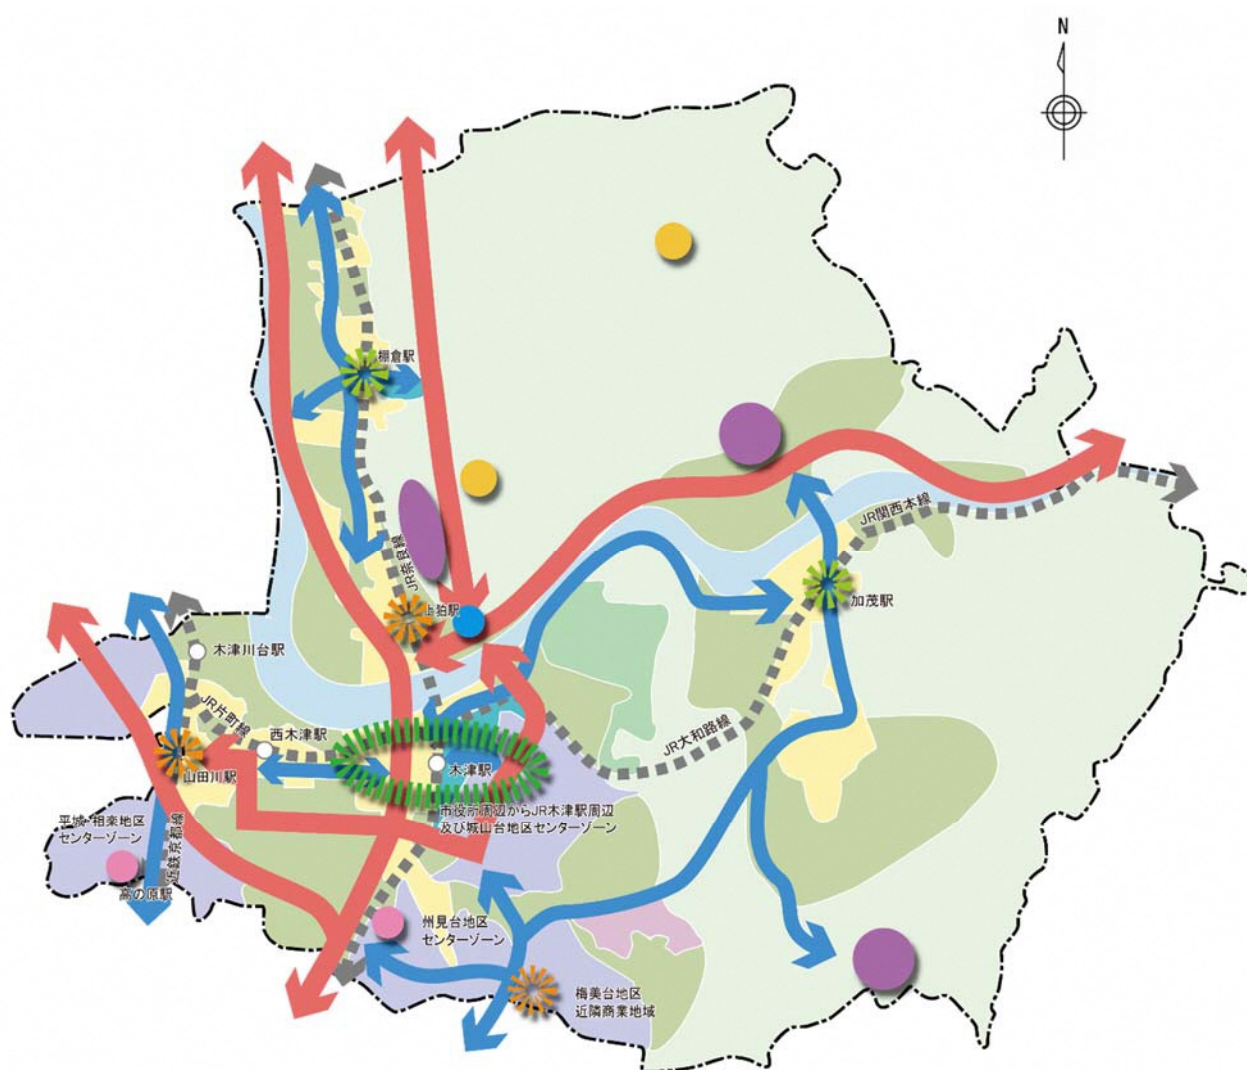 N
棚倉駅
JR奈良線
上狛駅
JR関西本線
加茂駅
木津川台駅
JR片町線
西木津駅
JR大和路線
山田川駅
木津駅
市役所周辺からJR木津駅周辺
及び城山台地区センターゾーン
平城・相楽地区
センターゾーン
近鉄京都線
高の原駅
州見台地区
センターゾーン
梅美台地区
近隣商業地域